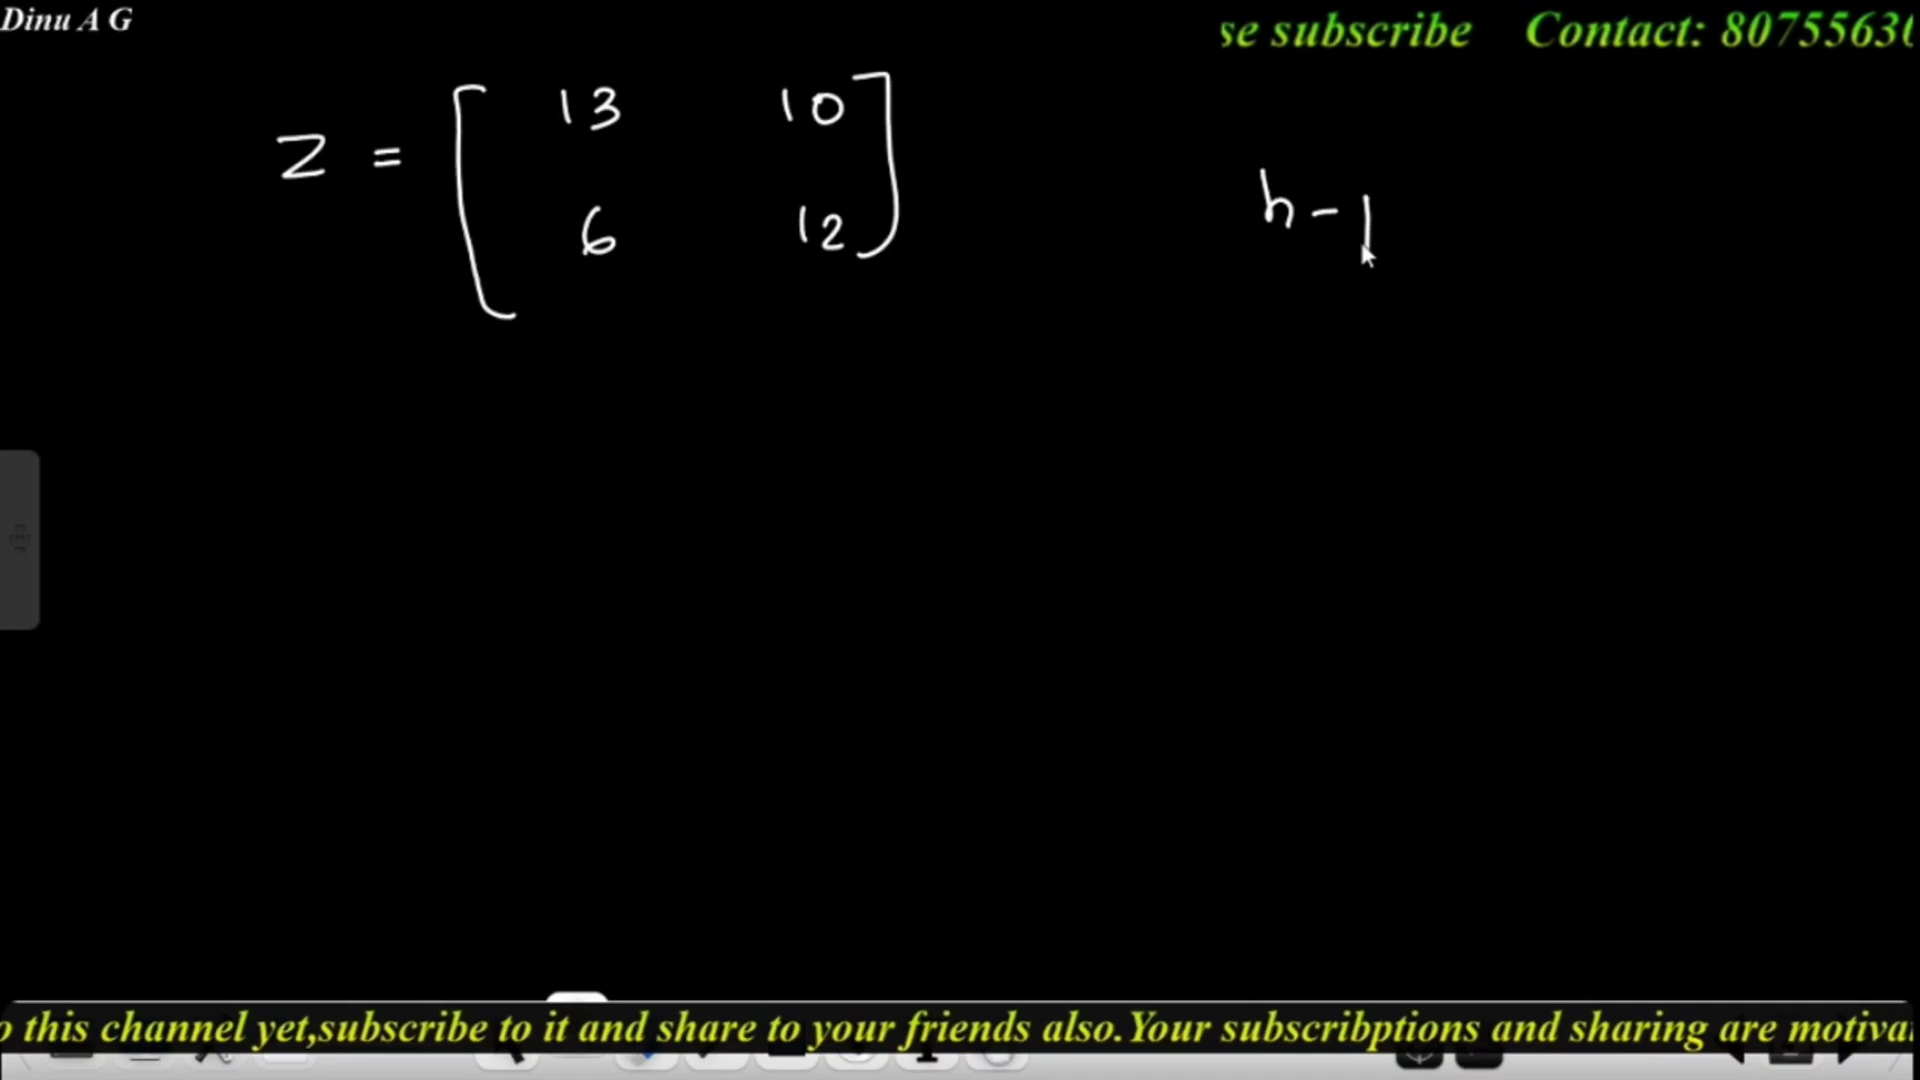 Dinu A G
se subscribe Contact: 80755630
Z = [ 13 10
6 12 ]
h - 1
o this channel yet,subscribe to it and share to your friends also.Your subscribptions and sharing are motiva